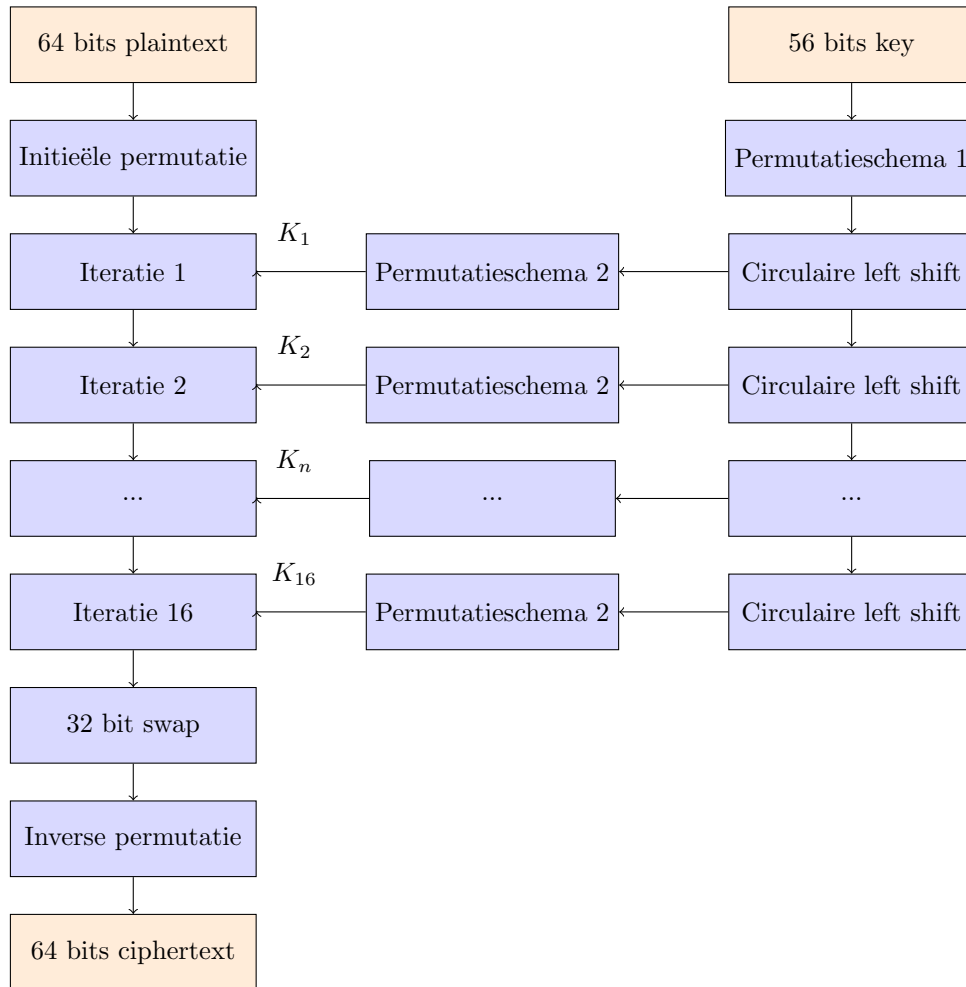 64 bits plaintext
56 bits key
Initieële permutatie
Permutatieschema 1
K₁
Iteratie 1
Permutatieschema 2
Circulaire left shift
K₂
Iteratie 2
Permutatieschema 2
Circulaire left shift
Kₙ
...
...
...
K₁₆
Iteratie 16
Permutatieschema 2
Circulaire left shift
32 bit swap
Inverse permutatie
64 bits ciphertext